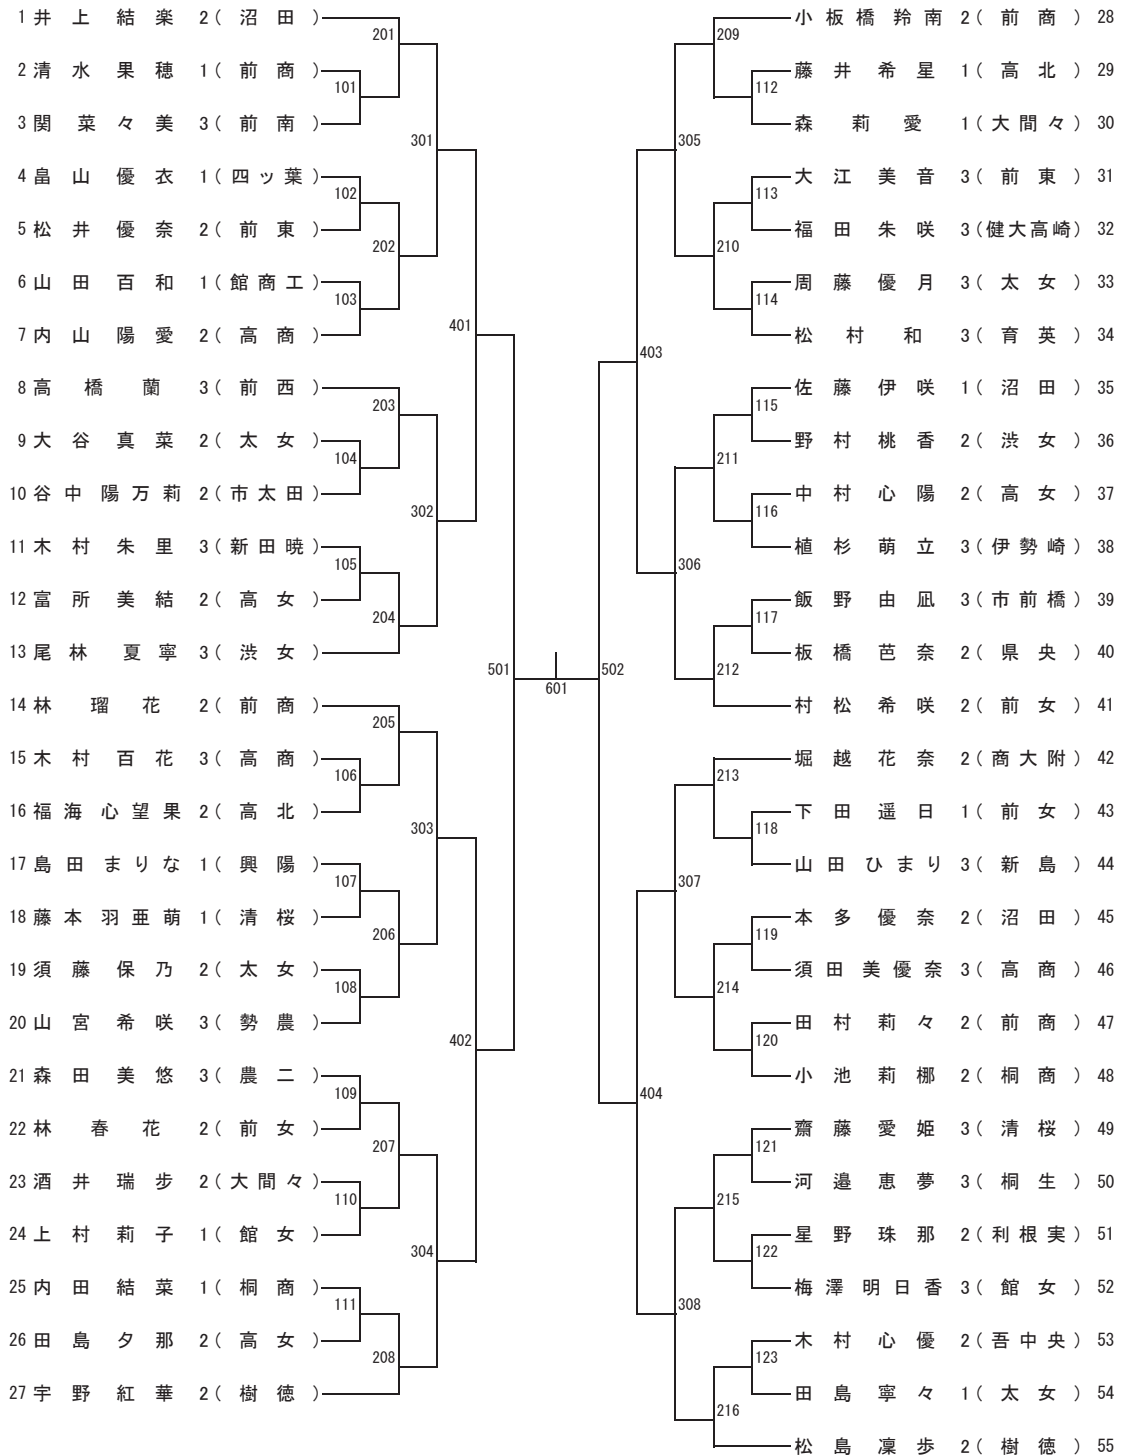 1 井上結楽 2(沼田)
2 清水果穂 1(前商)
3 関菜々美 3(前南)
4 畠山優衣 1(四ッ葉)
5 松井優奈 2(前東)
6 山田百和 1(館商工)
7 内山陽愛 2(高商)
8 高橋蘭 3(前西)
9 大谷真菜 2(太女)
10 谷中陽万莉 2(市太田)
11 木村朱里 3(新田暁)
12 富所美結 2(高女)
13 尾林夏寧 3(渋女)
14 林瑠花 2(前商)
15 木村百花 3(高商)
16 福海心望果 2(高北)
17 島田まりな 1(興陽)
18 藤本羽亜萌 1(清桜)
19 須藤保乃 2(太女)
20 山宮希咲 3(勢農)
21 森田美悠 3(農二)
22 林春花 2(前女)
23 酒井瑞歩 2(大間々)
24 上村莉子 1(館女)
25 内田結菜 1(桐商)
26 田島夕那 2(高女)
27 宇野紅華 2(樹徳)
101
102
103
104
105
106
107
108
109
110
111
201
202
203
204
205
206
207
208
301
302
303
304
401
402
501
601
502
403
404
305
306
307
308
209
210
211
212
213
214
215
216
112
113
114
115
116
117
118
119
120
121
122
123
小板橋羚南 2(前商) 28
藤井希星 1(高北) 29
森莉愛 1(大間々) 30
大江美音 3(前東) 31
福田朱咲 3(健大高崎) 32
周藤優月 3(太女) 33
松村和 3(育英) 34
佐藤伊咲 1(沼田) 35
野村桃香 2(渋女) 36
中村心陽 2(高女) 37
植杉萌立 3(伊勢崎) 38
飯野由凪 3(市前橋) 39
板橋芭奈 2(県央) 40
村松希咲 2(前女) 41
堀越花奈 2(商大附) 42
下田遥日 1(前女) 43
山田ひまり 3(新島) 44
本多優奈 2(沼田) 45
須田美優奈 3(高商) 46
田村莉々 2(前商) 47
小池莉梛 2(桐商) 48
齋藤愛姫 3(清桜) 49
河邉恵夢 3(桐生) 50
星野珠那 2(利根実) 51
梅澤明日香 3(館女) 52
木村心優 2(吾中央) 53
田島寧々 1(太女) 54
松島凜歩 2(樹徳) 55